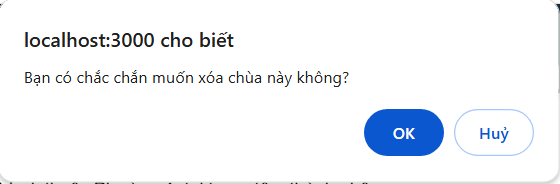 localhost:3000 cho biết
Bạn có chắc chắn muốn xóa chùa này không?
OK
Huỷ